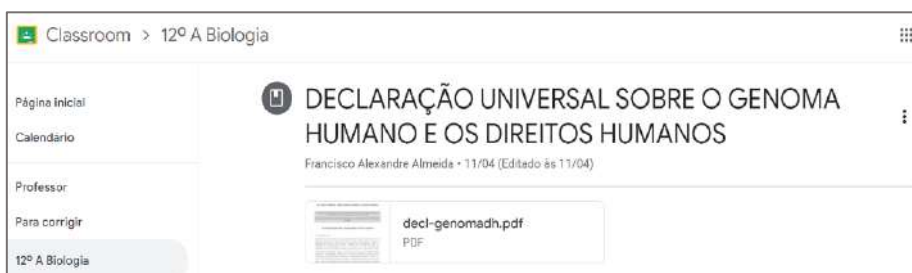 Classroom > 12º A Biologia
Página inicial
Calendário
Professor
Para corrigir
12º A Biologia
DECLARAÇÃO UNIVERSAL SOBRE O GENOMA
HUMANO E OS DIREITOS HUMANOS
Francisco Alexandre Almeida • 11/04 (Editado às 11/04)
decl-genomadh.pdf
PDF